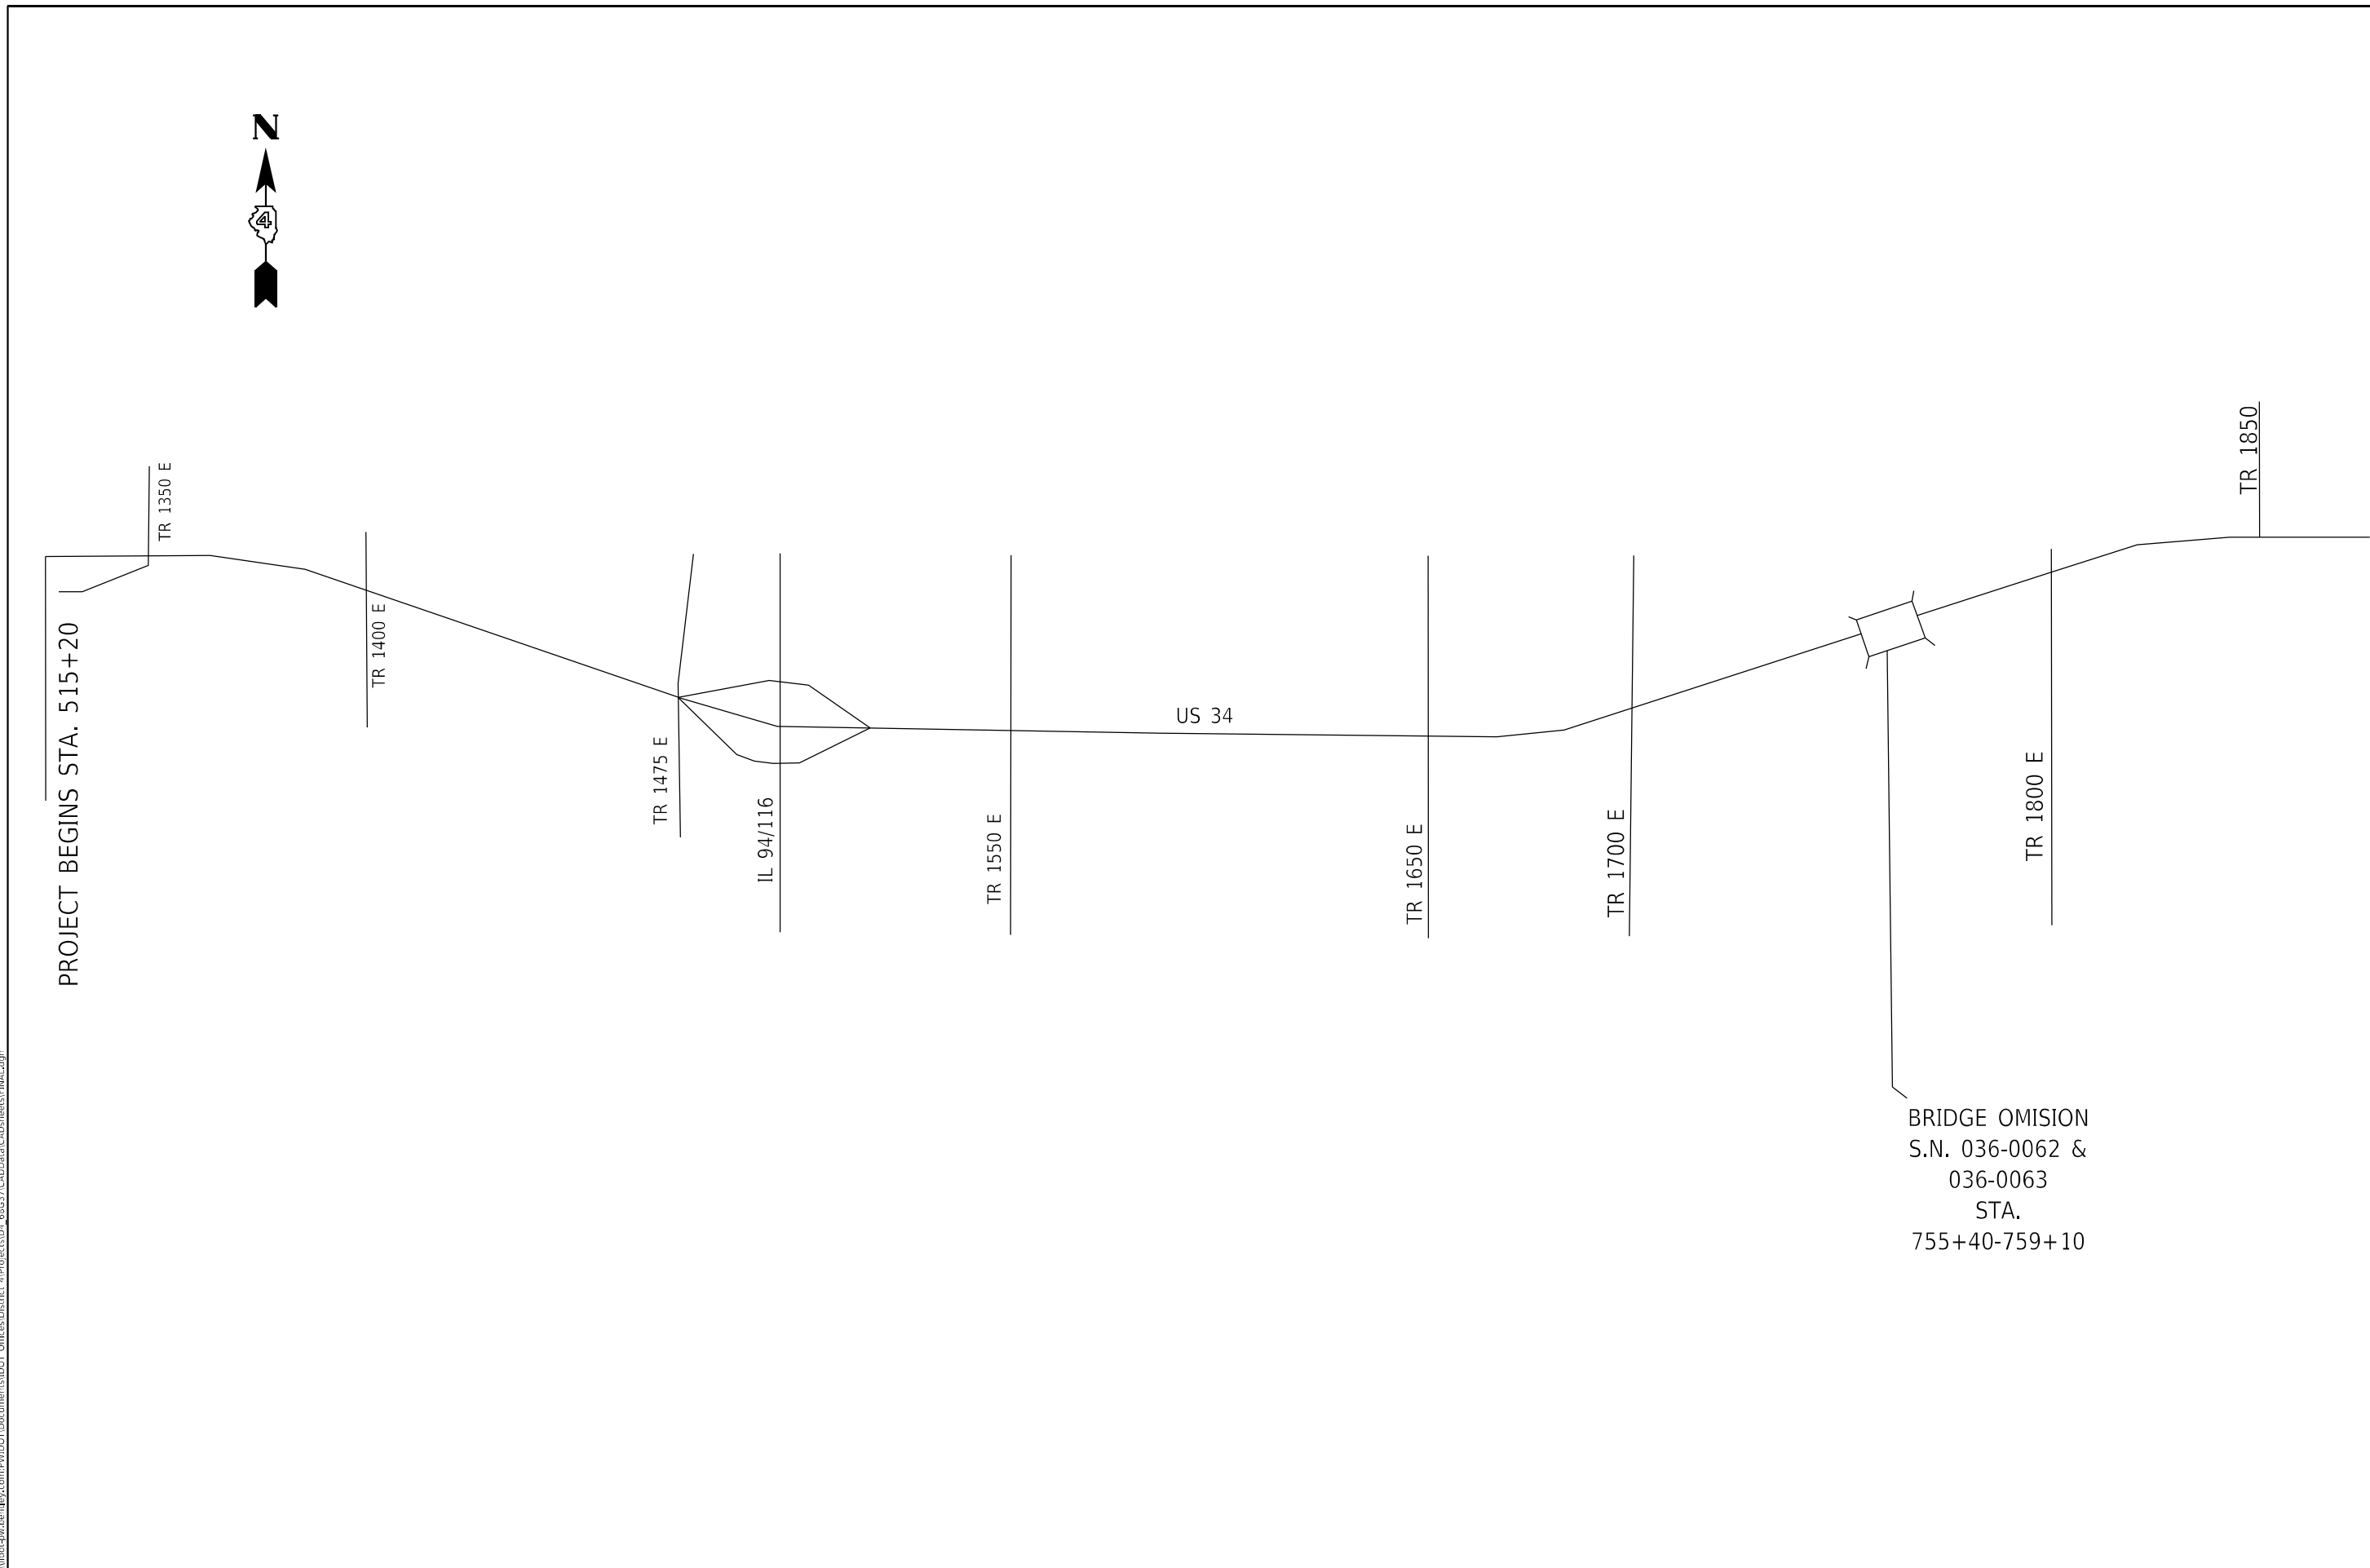 N
4
TR 1850
TR 1350 E
TR 1400 E
PROJECT BEGINS STA. 515+20
US 34
TR 1475 E
IL 94/116
TR 1550 E
TR 1650 E
TR 1700 E
TR 1800 E
BRIDGE OMISION
S.N. 036-0062 &
036-0063
STA.
755+40-759+10